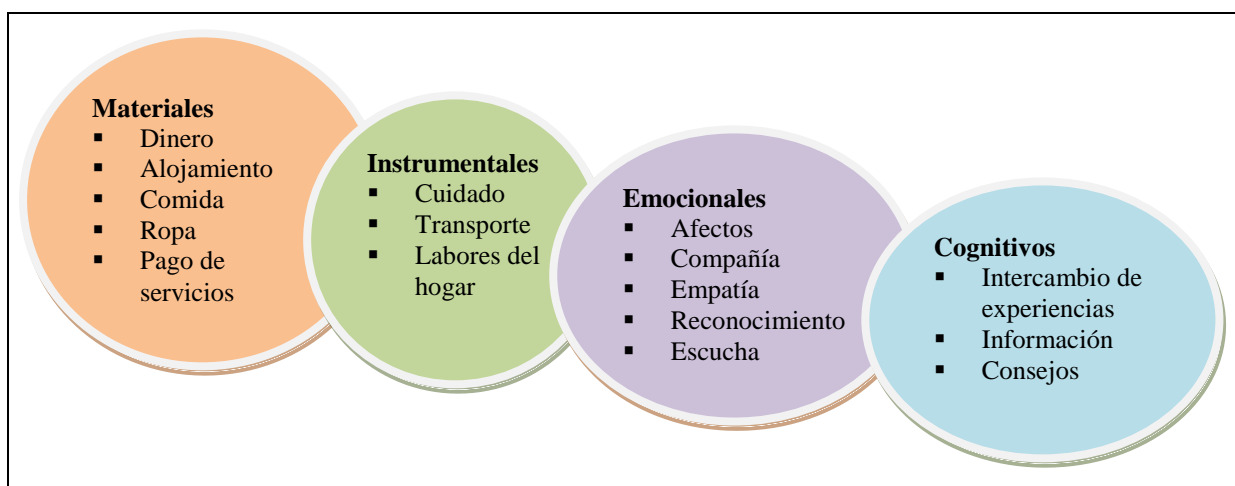 Materiales
▪ Dinero
▪ Alojamiento
▪ Comida
▪ Ropa
▪ Pago de
servicios
Instrumentales
▪ Cuidado
▪ Transporte
▪ Labores del
hogar
Emocionales
▪ Afectos
▪ Compañía
▪ Empatía
▪ Reconocimiento
▪ Escucha
Cognitivos
▪ Intercambio de
experiencias
▪ Información
▪ Consejos